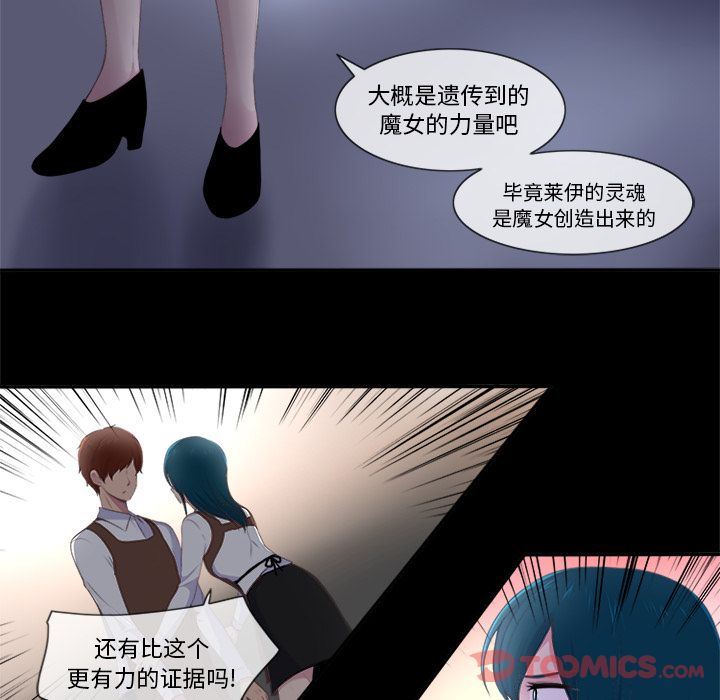 大概是遗传到的
魔女的力量吧
毕竟莱伊的灵魂
是魔女创造出来的
还有比这个
更有力的证据吗!
TOOMICS.COM